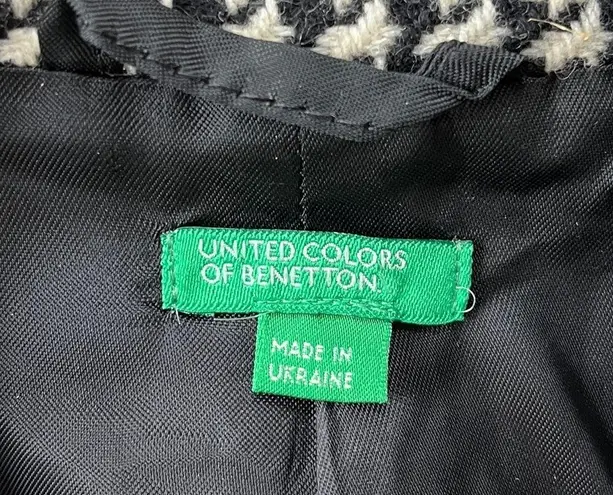 UNITED COLORS
OF BENETTON.
MADE IN
UKRAINE